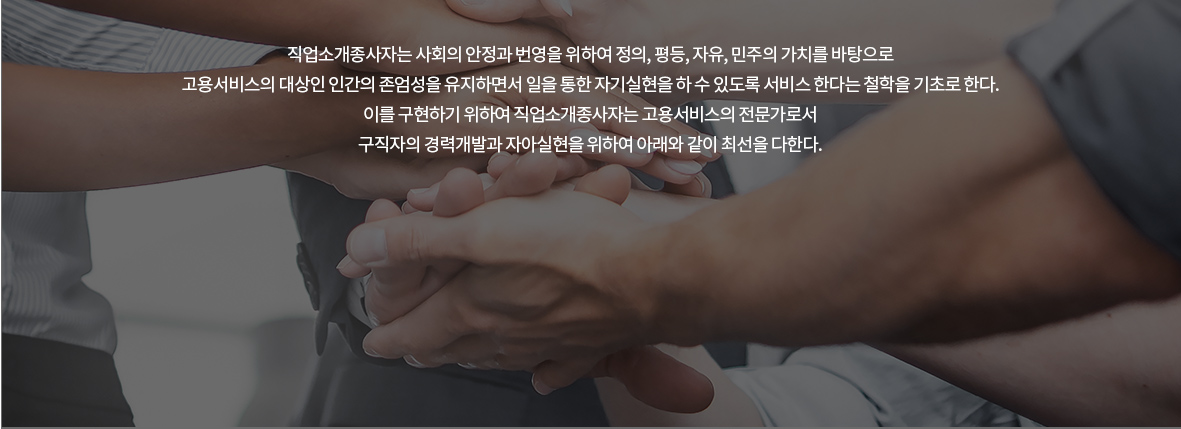 직업소개종사자는 사회의 안정과 번영을 위하여 정의, 평등, 자유, 민주의 가치를 바탕으로
고용서비스의 대상인 인간의 존엄성을 유지하면서 일을 통한 자기실현을 하 수 있도록 서비스 한다는 철학을 기초로 한다.
이를 구현하기 위하여 직업소개종사자는 고용서비스의 전문가로서
구직자의 경력개발과 자아실현을 위하여 아래와 같이 최선을 다한다.